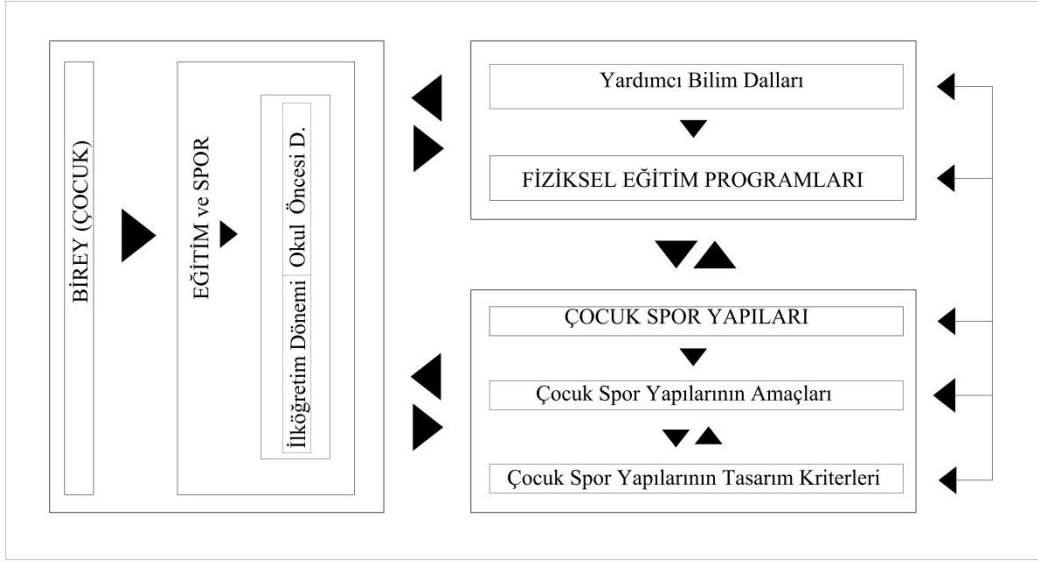 BİREY (ÇOCUK)
EĞİTİM ve SPOR
İlköğretim Dönemi
Okul Öncesi D.
Yardımcı Bilim Dalları
FİZİKSEL EĞİTİM PROGRAMLARI
ÇOCUK SPOR YAPILARI
Çocuk Spor Yapılarının Amaçları
Çocuk Spor Yapılarının Tasarım Kriterleri